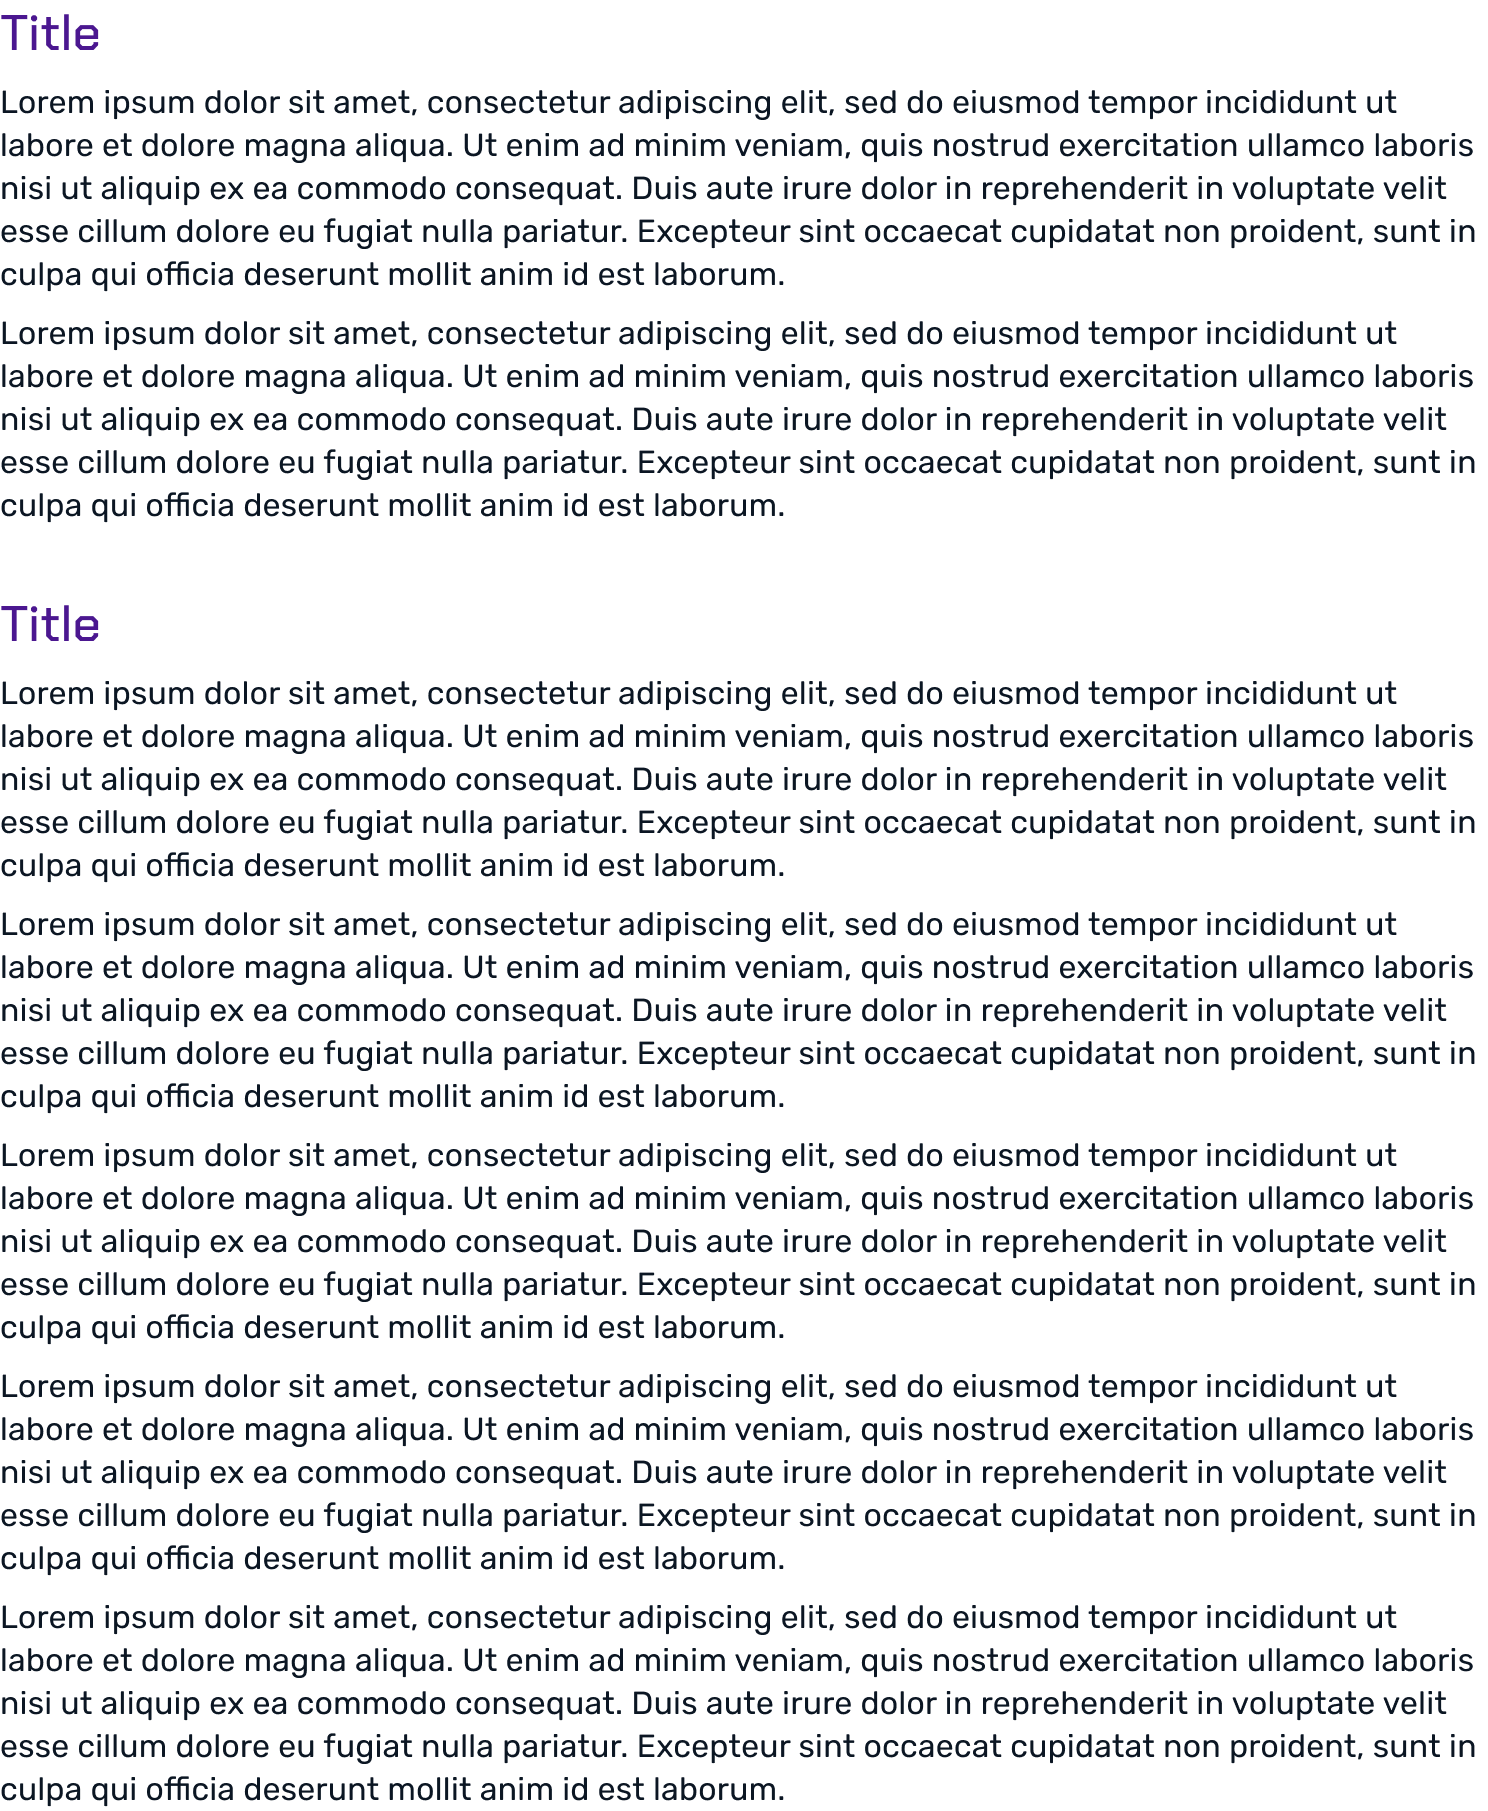 Title
Lorem ipsum dolor sit amet, consectetur adipiscing elit, sed do eiusmod tempor incididunt ut
labore et dolore magna aliqua. Ut enim ad minim veniam, quis nostrud exercitation ullamco laboris
nisi ut aliquip ex ea commodo consequat. Duis aute irure dolor in reprehenderit in voluptate velit
esse cillum dolore eu fugiat nulla pariatur. Excepteur sint occaecat cupidatat non proident, sunt in
culpa qui officia deserunt mollit anim id est laborum.
Lorem ipsum dolor sit amet, consectetur adipiscing elit, sed do eiusmod tempor incididunt ut
labore et dolore magna aliqua. Ut enim ad minim veniam, quis nostrud exercitation ullamco laboris
nisi ut aliquip ex ea commodo consequat. Duis aute irure dolor in reprehenderit in voluptate velit
esse cillum dolore eu fugiat nulla pariatur. Excepteur sint occaecat cupidatat non proident, sunt in
culpa qui officia deserunt mollit anim id est laborum.
Title
Lorem ipsum dolor sit amet, consectetur adipiscing elit, sed do eiusmod tempor incididunt ut
labore et dolore magna aliqua. Ut enim ad minim veniam, quis nostrud exercitation ullamco laboris
nisi ut aliquip ex ea commodo consequat. Duis aute irure dolor in reprehenderit in voluptate velit
esse cillum dolore eu fugiat nulla pariatur. Excepteur sint occaecat cupidatat non proident, sunt in
culpa qui officia deserunt mollit anim id est laborum.
Lorem ipsum dolor sit amet, consectetur adipiscing elit, sed do eiusmod tempor incididunt ut
labore et dolore magna aliqua. Ut enim ad minim veniam, quis nostrud exercitation ullamco laboris
nisi ut aliquip ex ea commodo consequat. Duis aute irure dolor in reprehenderit in voluptate velit
esse cillum dolore eu fugiat nulla pariatur. Excepteur sint occaecat cupidatat non proident, sunt in
culpa qui officia deserunt mollit anim id est laborum.
Lorem ipsum dolor sit amet, consectetur adipiscing elit, sed do eiusmod tempor incididunt ut
labore et dolore magna aliqua. Ut enim ad minim veniam, quis nostrud exercitation ullamco laboris
nisi ut aliquip ex ea commodo consequat. Duis aute irure dolor in reprehenderit in voluptate velit
esse cillum dolore eu fugiat nulla pariatur. Excepteur sint occaecat cupidatat non proident, sunt in
culpa qui officia deserunt mollit anim id est laborum.
Lorem ipsum dolor sit amet, consectetur adipiscing elit, sed do eiusmod tempor incididunt ut
labore et dolore magna aliqua. Ut enim ad minim veniam, quis nostrud exercitation ullamco laboris
nisi ut aliquip ex ea commodo consequat. Duis aute irure dolor in reprehenderit in voluptate velit
esse cillum dolore eu fugiat nulla pariatur. Excepteur sint occaecat cupidatat non proident, sunt in
culpa qui officia deserunt mollit anim id est laborum.
Lorem ipsum dolor sit amet, consectetur adipiscing elit, sed do eiusmod tempor incididunt ut
labore et dolore magna aliqua. Ut enim ad minim veniam, quis nostrud exercitation ullamco laboris
nisi ut aliquip ex ea commodo consequat. Duis aute irure dolor in reprehenderit in voluptate velit
esse cillum dolore eu fugiat nulla pariatur. Excepteur sint occaecat cupidatat non proident, sunt in
culpa qui officia deserunt mollit anim id est laborum.